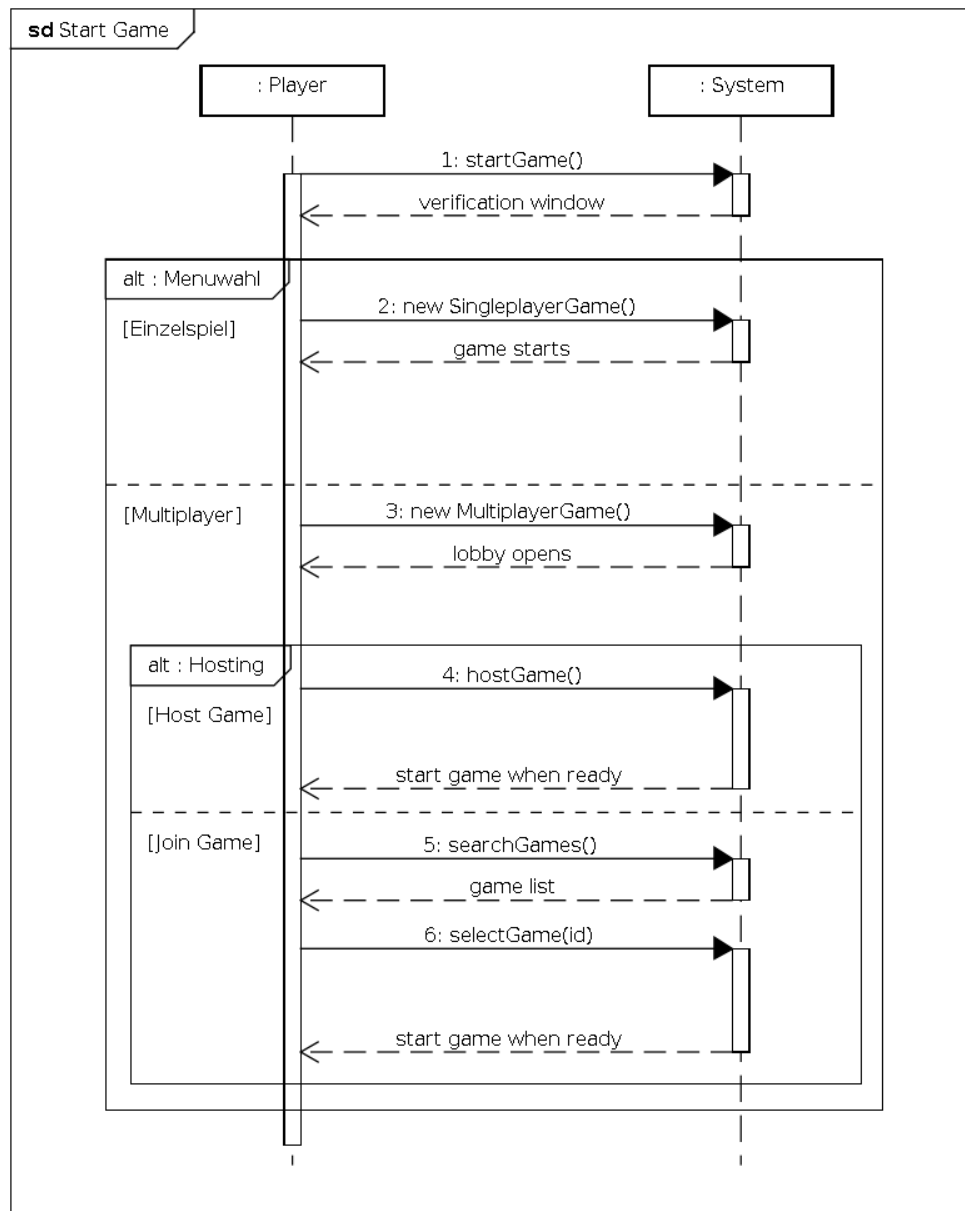 sd Start Game
: Player
: System
1: startGame()
verification window
alt : Menuwahl
2: new SingleplayerGame()
[Einzelspiel]
game starts
[Multiplayer]
3: new MultiplayerGame()
lobby opens
alt : Hosting
4: hostGame()
[Host Game]
start game when ready
[Join Game]
5: searchGames()
game list
6: selectGame(id)
start game when ready